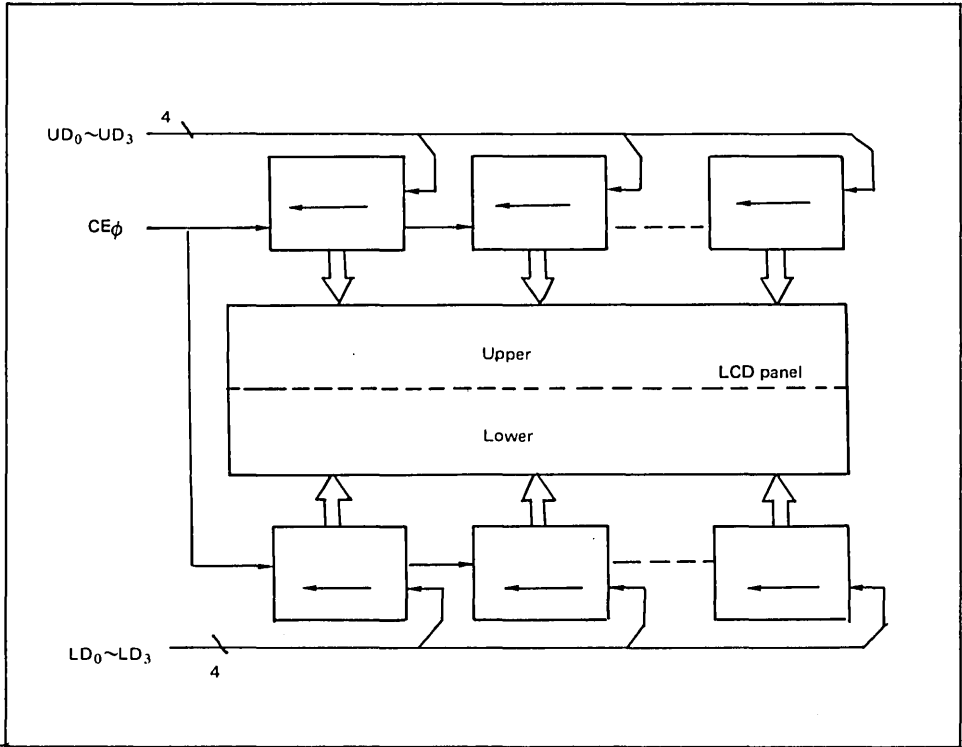 4
UD₀~UD₃
CEϕ
Upper
LCD panel
Lower
LD₀~LD₃
4